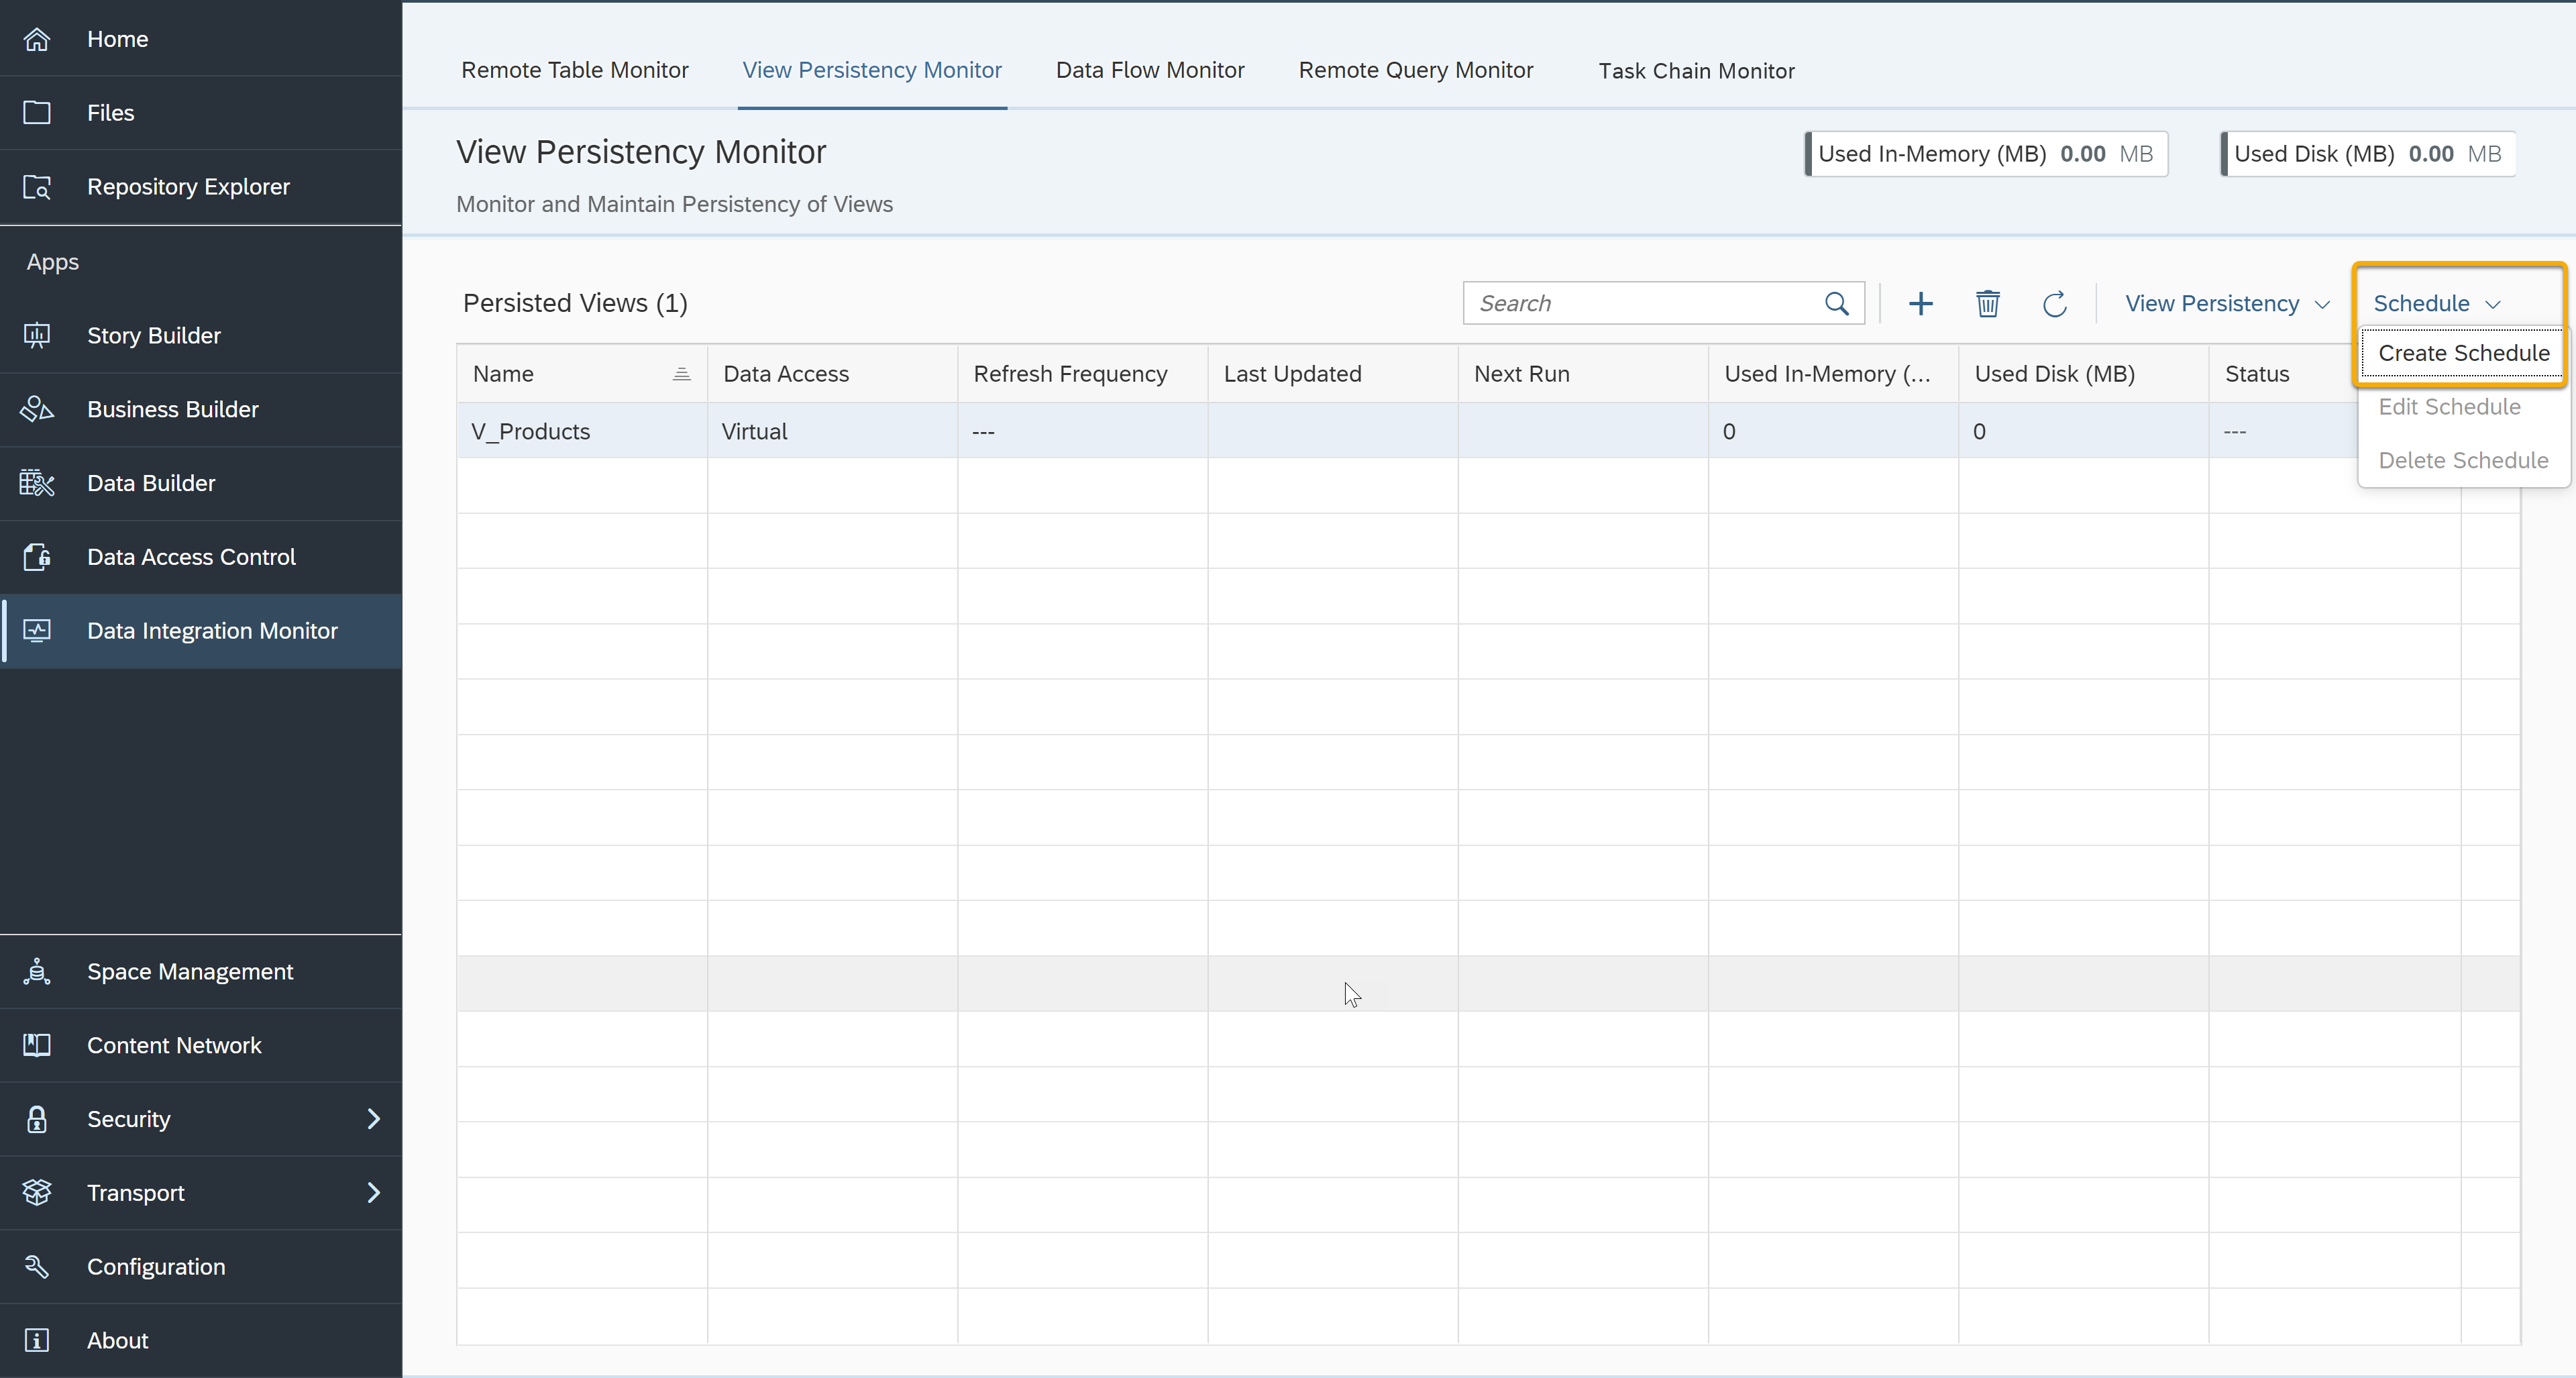 Home
Files
Repository Explorer
Apps
Story Builder
Business Builder
Data Builder
Data Access Control
Data Integration Monitor
Space Management
Content Network
Security
Transport
Configuration
About
Remote Table Monitor View Persistency Monitor Data Flow Monitor Remote Query Monitor Task Chain Monitor
View Persistency Monitor
Used In-Memory (MB) 0.00 MB
Used Disk (MB) 0.00 MB
Monitor and Maintain Persistency of Views
Persisted Views (1)
Search
View Persistency
Schedule
Create Schedule
Edit Schedule
Delete Schedule
Name Data Access Refresh Frequency Last Updated Next Run Used In-Memory (... Used Disk (MB) Status
V_Products Virtual --- 0 0 ---